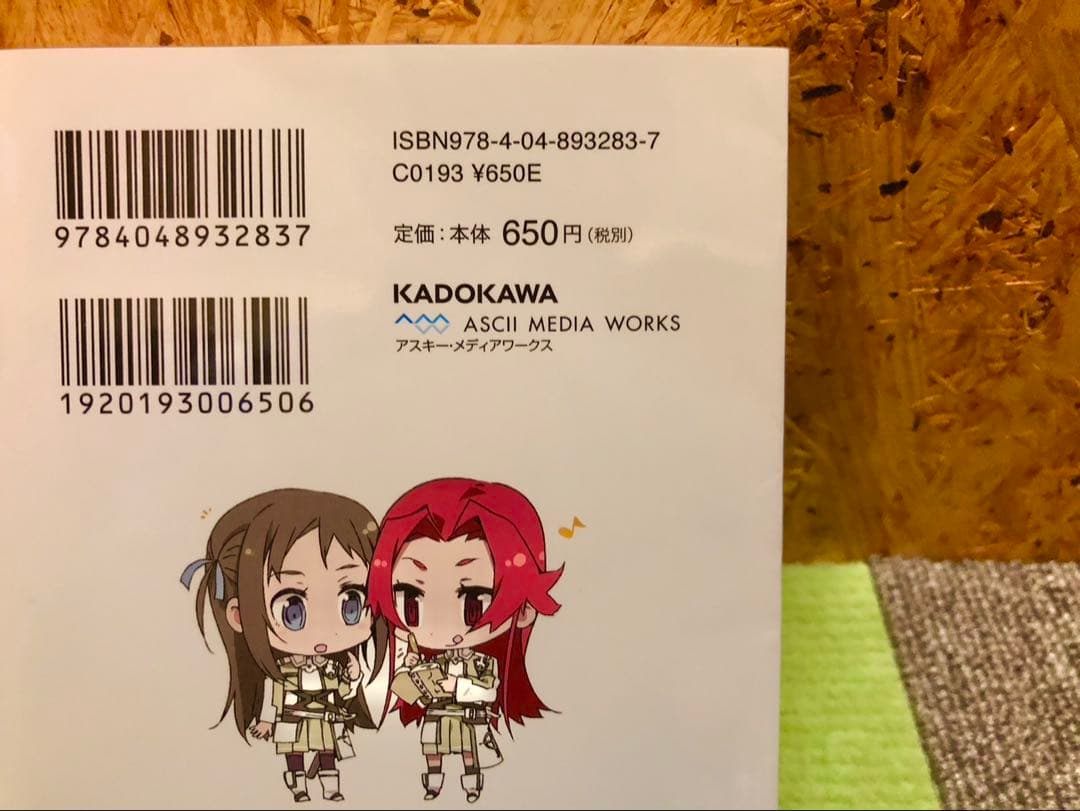 9784048932837
1920193006506
ISBN978-4-04-893283-7
C0193 ¥650E
定価:本体 650円(税別)
KADOKAWA
ASCII MEDIA WORKS
アスキー・メディアワークス